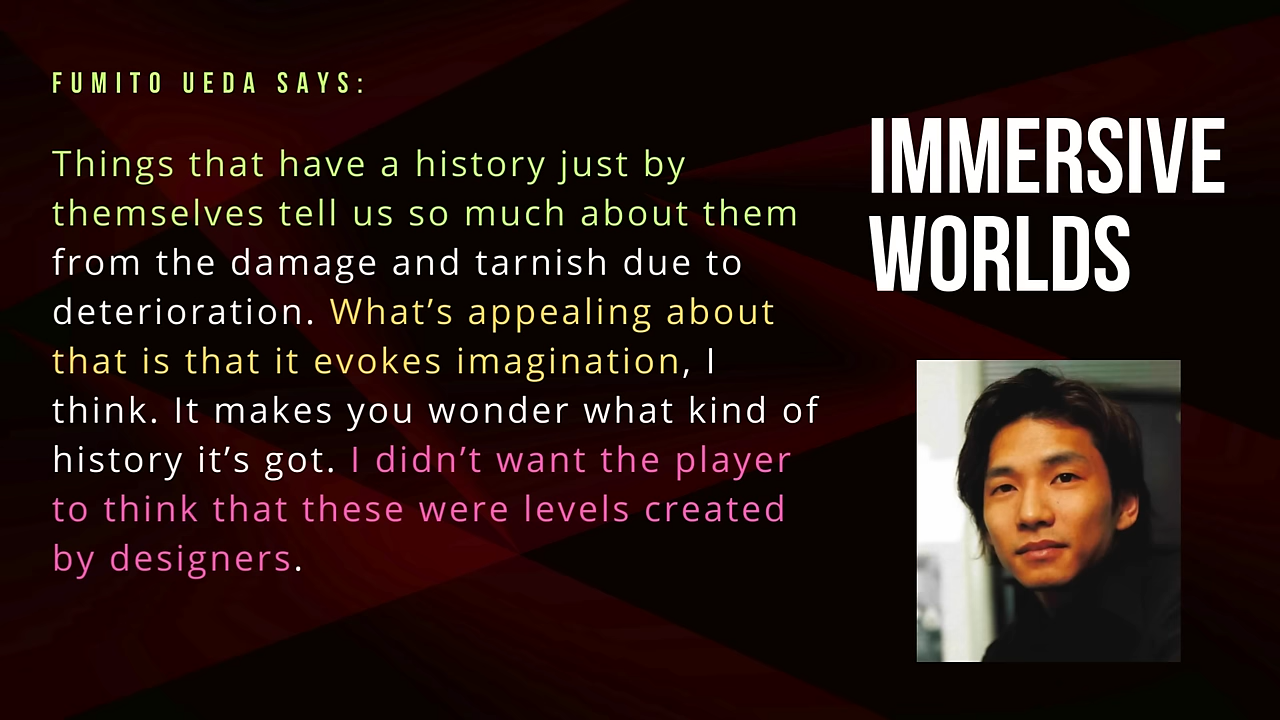 FUMITO UEDA SAYS:
Things that have a history just by
themselves tell us so much about them
from the damage and tarnish due to
deterioration. What’s appealing about
that is that it evokes imagination, I
think. It makes you wonder what kind of
history it’s got. I didn’t want the player
to think that these were levels created
by designers.
IMMERSIVE
WORLDS